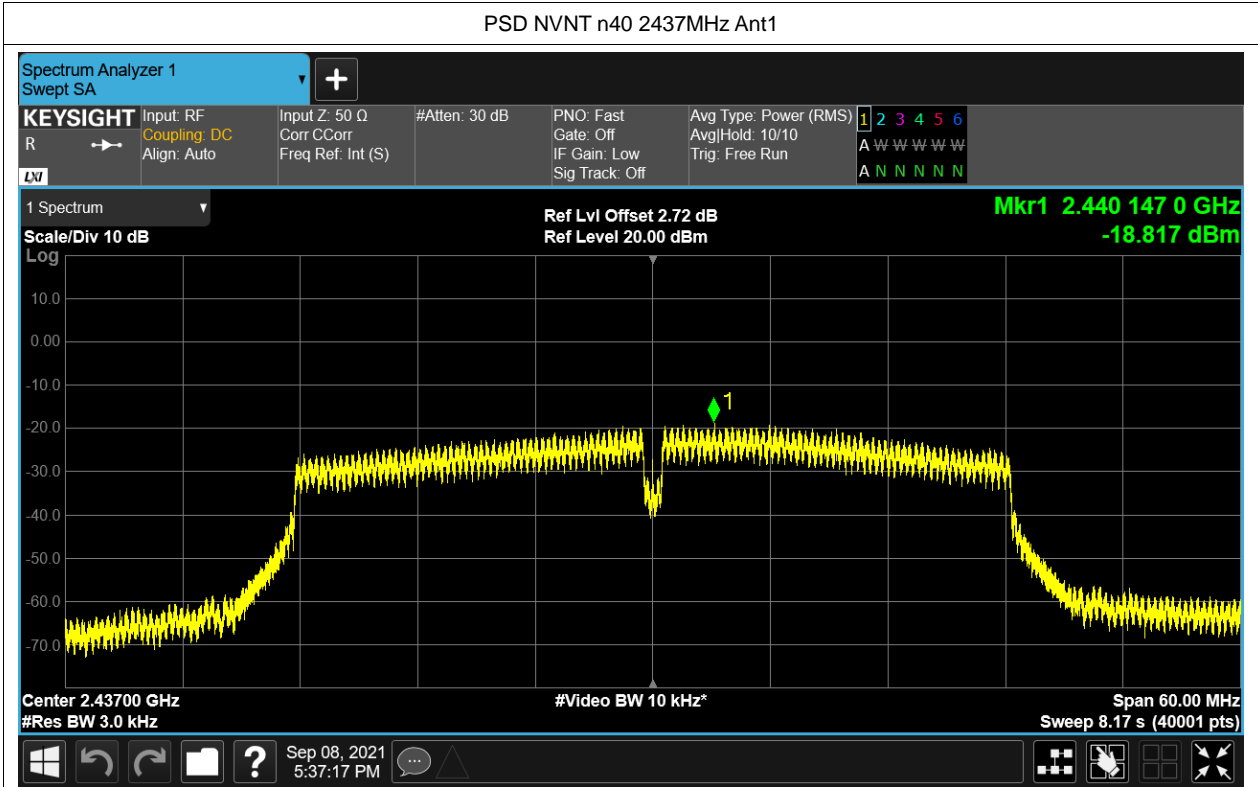 PSD NVNT n40 2437MHz Ant1
Spectrum Analyzer 1
Swept SA
KEYSIGHT
R
LXI
Input: RF
Coupling: DC
Align: Auto
Input Z: 50 Ω
Corr CCorr
Freq Ref: Int (S)
#Atten: 30 dB
PNO: Fast
Gate: Off
IF Gain: Low
Sig Track: Off
Avg Type: Power (RMS)
Avg|Hold: 10/10
Trig: Free Run
1 2 3 4 5 6
A W W W W W
A N N N N N
1 Spectrum
Scale/Div 10 dB
Log
Ref Lvl Offset 2.72 dB
Ref Level 20.00 dBm
Mkr1 2.440 147 0 GHz
-18.817 dBm
10.0
0.00
-10.0
-20.0
-30.0
-40.0
-50.0
-60.0
-70.0
1
Center 2.43700 GHz
#Res BW 3.0 kHz
#Video BW 10 kHz*
Span 60.00 MHz
Sweep 8.17 s (40001 pts)
?
Sep 08, 2021
5:37:17 PM